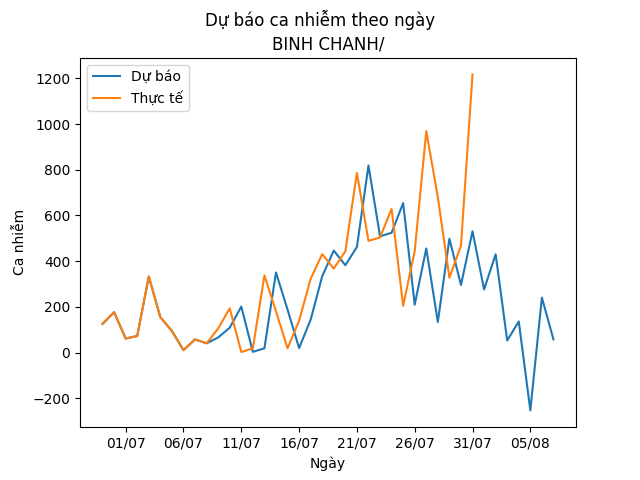 Dự báo ca nhiễm theo ngày
BINH CHANH/
Dự báo
Thực tế
Ca nhiễm
1200
1000
800
600
400
200
0
−200
01/07 06/07 11/07 16/07 21/07 26/07 31/07 05/08
Ngày